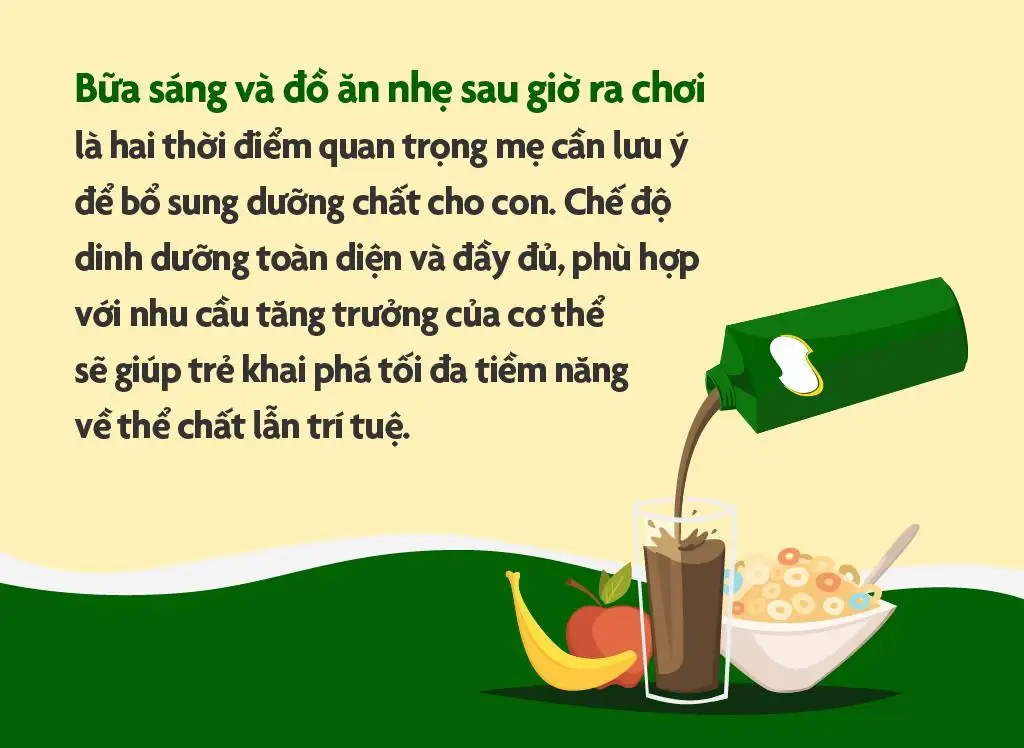 Bữa sáng và đồ ăn nhẹ sau giờ ra chơi
là hai thời điểm quan trọng mẹ cần lưu ý
để bổ sung dưỡng chất cho con. Chế độ
dinh dưỡng toàn diện và đầy đủ, phù hợp
với nhu cầu tăng trưởng của cơ thể
sẽ giúp trẻ khai phá tối đa tiềm năng
về thể chất lẫn trí tuệ.